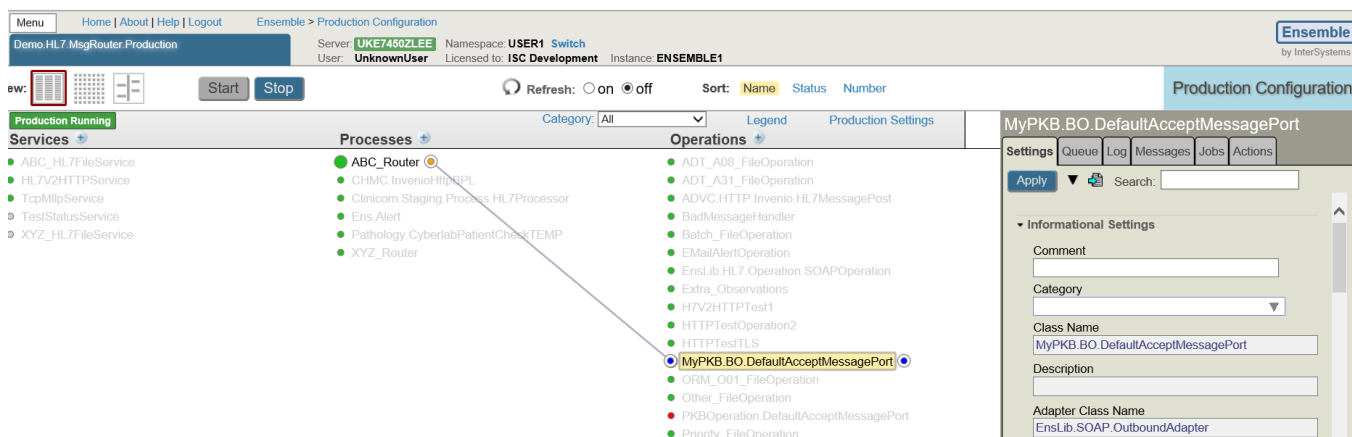 Menu Home | About | Help | Logout Ensemble > Production Configuration
Ensemble
by InterSystems
Demo.HL7.MsgRouter.Production
Server: UKE7450ZLEE Namespace: USER1 Switch
User: UnknownUser Licensed to: ISC Development Instance: ENSEMBLE1
ew: Start Stop Refresh: on off Sort: Name Status Number Production Configuration
Production Running Category: All Legend Production Settings
Services Processes Operations
ABC_HL7FileService
HL7V2HTTPService
TcpMllpService
TestStatusService
XYZ_HL7FileService
ABC_Router
CHMC.InvenioHttpBPL
Clinicom.Staging.Process.HL7Processor
Ens.Alert
Pathology.CyberlabPatientCheckTEMP
XYZ_Router
ADT_A08_FileOperation
ADT_A31_FileOperation
ADVC.HTTP.Invenio.HL7MessagePost
BadMessageHandler
Batch_FileOperation
EMailAlertOperation
EnsLib.HL7.Operation.SOAPOperation
Extra_Observations
H7V2HTTPTest1
HTTPTestOperation2
HTTPTestTLS
MyPKB.BO.DefaultAcceptMessagePort
ORM_O01_FileOperation
Other_FileOperation
PKBOperation.DefaultAcceptMessagePort
Priority_FileOperation
MyPKB.BO.DefaultAcceptMessagePort
Settings Queue Log Messages Jobs Actions
Apply Search:
Informational Settings
Comment
Category
Class Name
MyPKB.BO.DefaultAcceptMessagePort
Description
Adapter Class Name
EnsLib.SOAP.OutboundAdapter